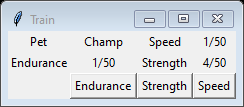 Train
Pet Champ Speed 1/50
Endurance 1/50 Strength 4/50
Endurance Strength Speed